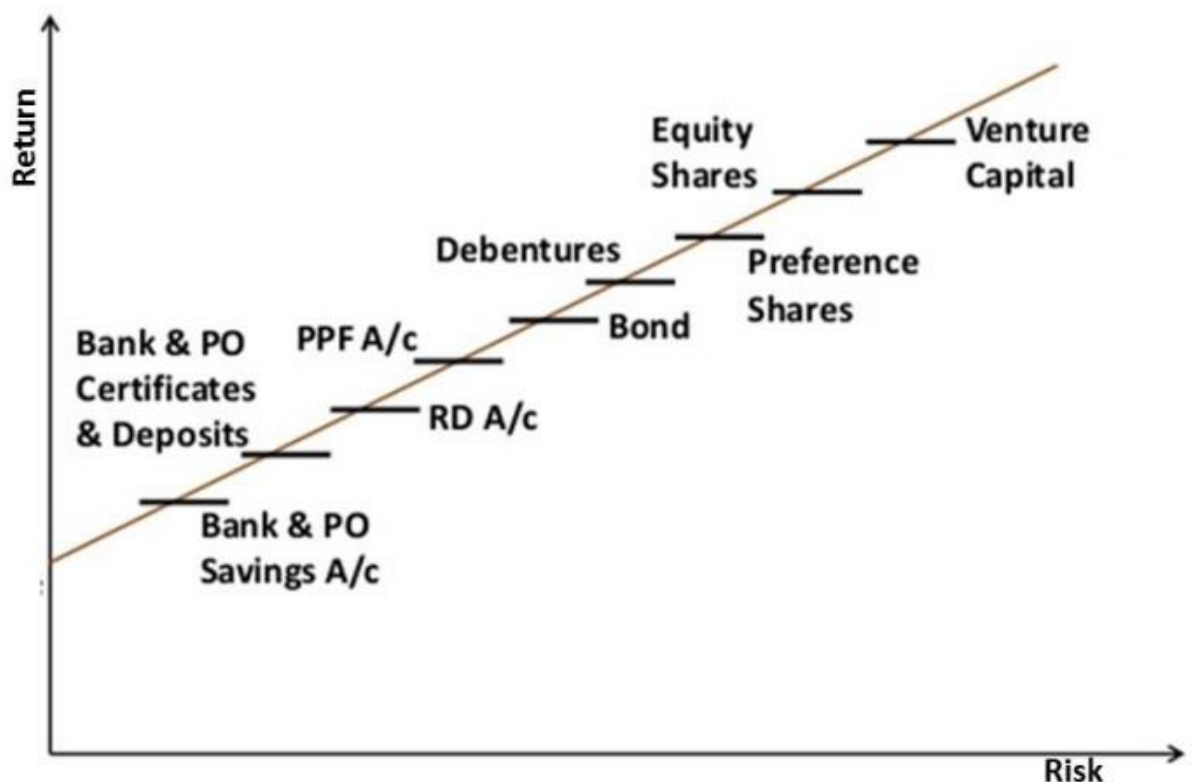 Return
Equity
Shares
Venture
Capital
Debentures
Preference
Shares
Bank & PO
Certificates
& Deposits
PPF A/c
Bond
RD A/c
Bank & PO
Savings A/c
Risk